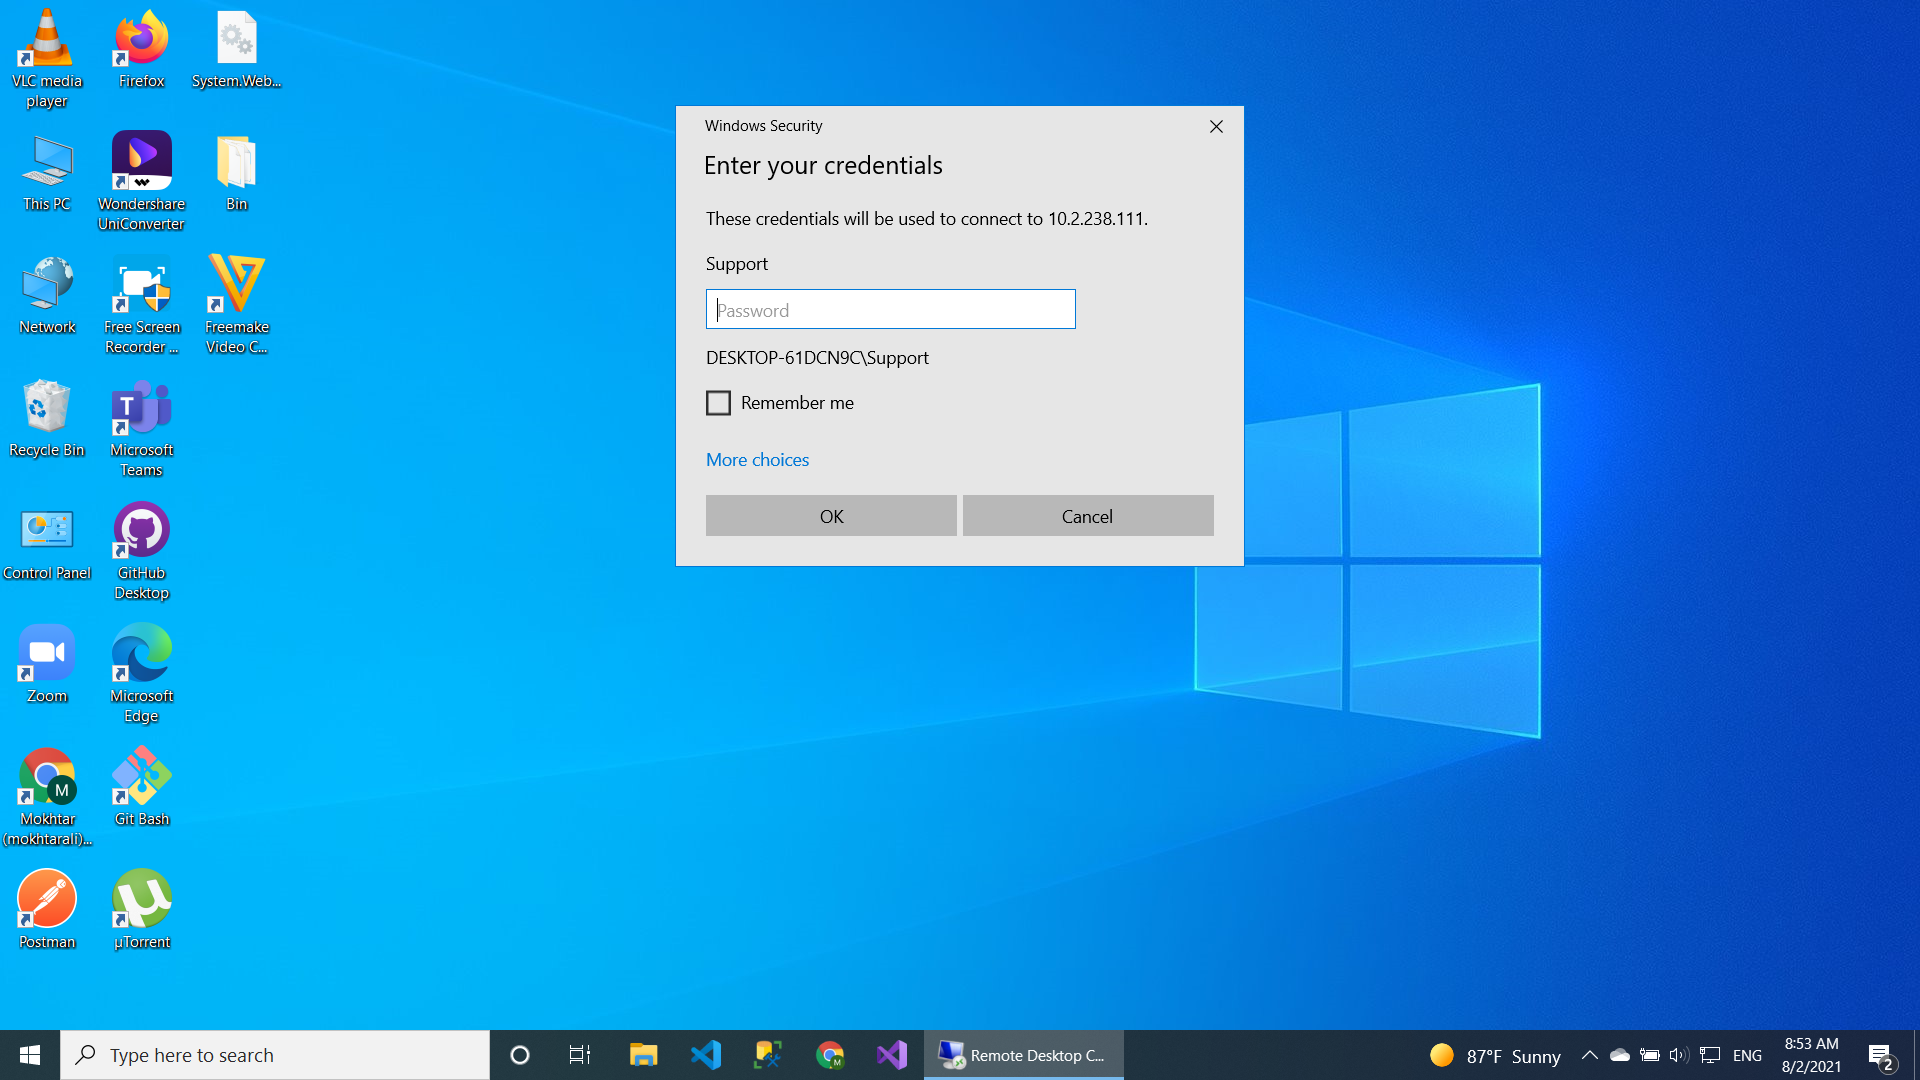 VLC media
player
Firefox
System.Web...
This PC
Wondershare
UniConverter
Bin
Network
Free Screen
Recorder ...
Freemake
Video C...
Recycle Bin
Microsoft
Teams
Control Panel
GitHub
Desktop
Zoom
Microsoft
Edge
M
Mokhtar
(mokhtarali)...
Git Bash
Postman
µTorrent
Windows Security
Enter your credentials
These credentials will be used to connect to 10.2.238.111.
Support
Password
DESKTOP-61DCN9C\Support
Remember me
More choices
OK
Cancel
Type here to search
Remote Desktop C...
87°F Sunny
ENG
8:53 AM
8/2/2021
2